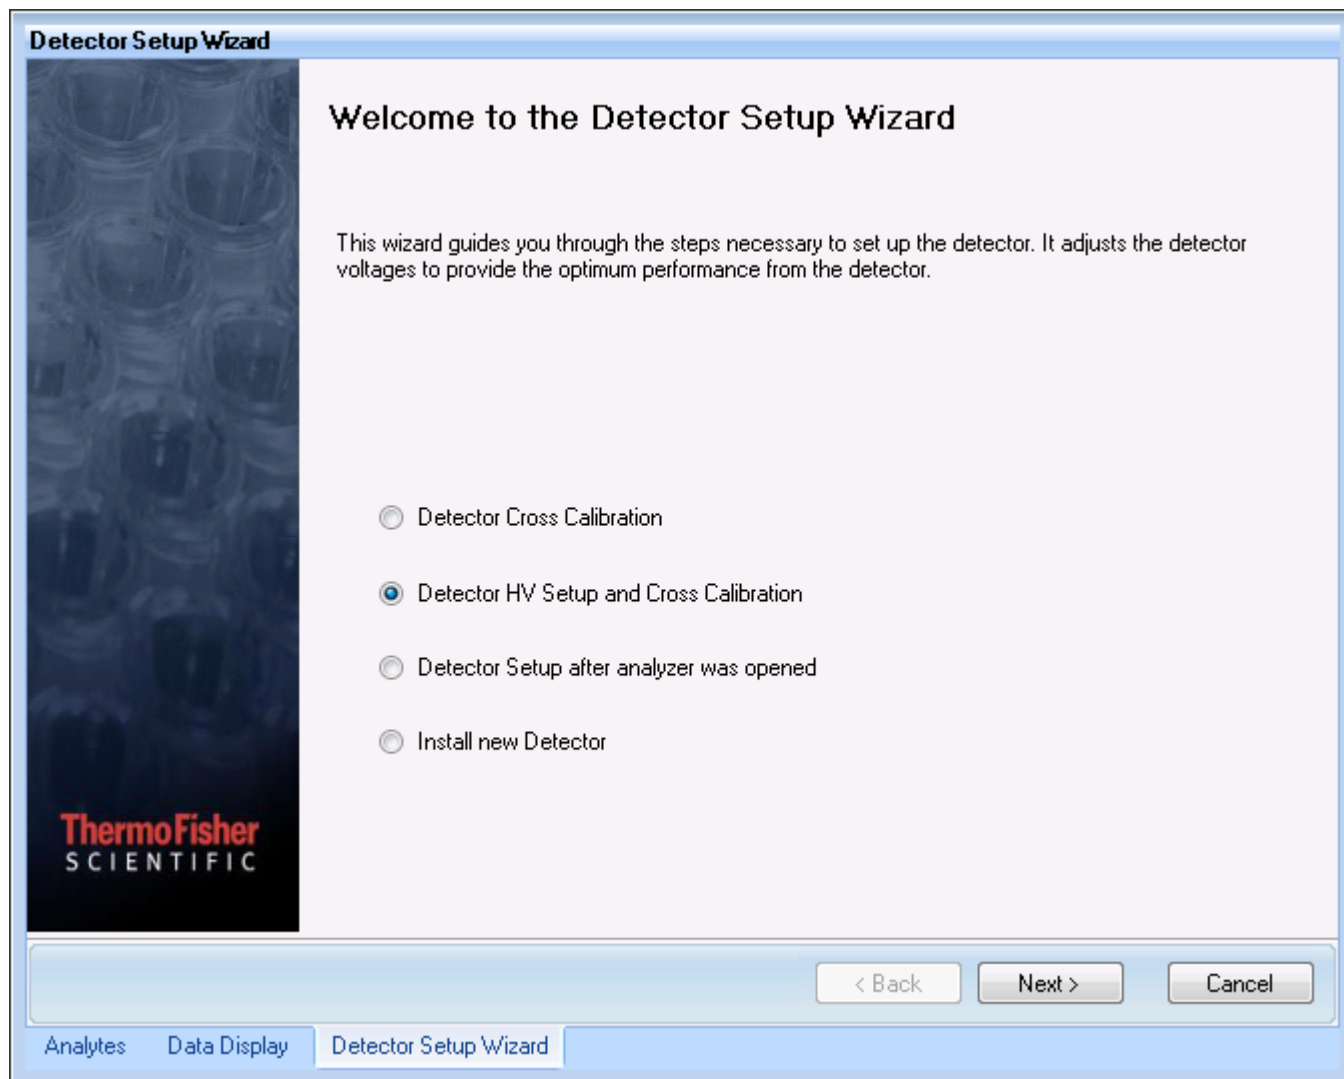 Detector Setup Wizard
Welcome to the Detector Setup Wizard
This wizard guides you through the steps necessary to set up the detector. It adjusts the detector
voltages to provide the optimum performance from the detector.
Detector Cross Calibration
Detector HV Setup and Cross Calibration
Detector Setup after analyzer was opened
Install new Detector
ThermoFisher
SCIENTIFIC
< Back Next > Cancel
Analytes Data Display Detector Setup Wizard